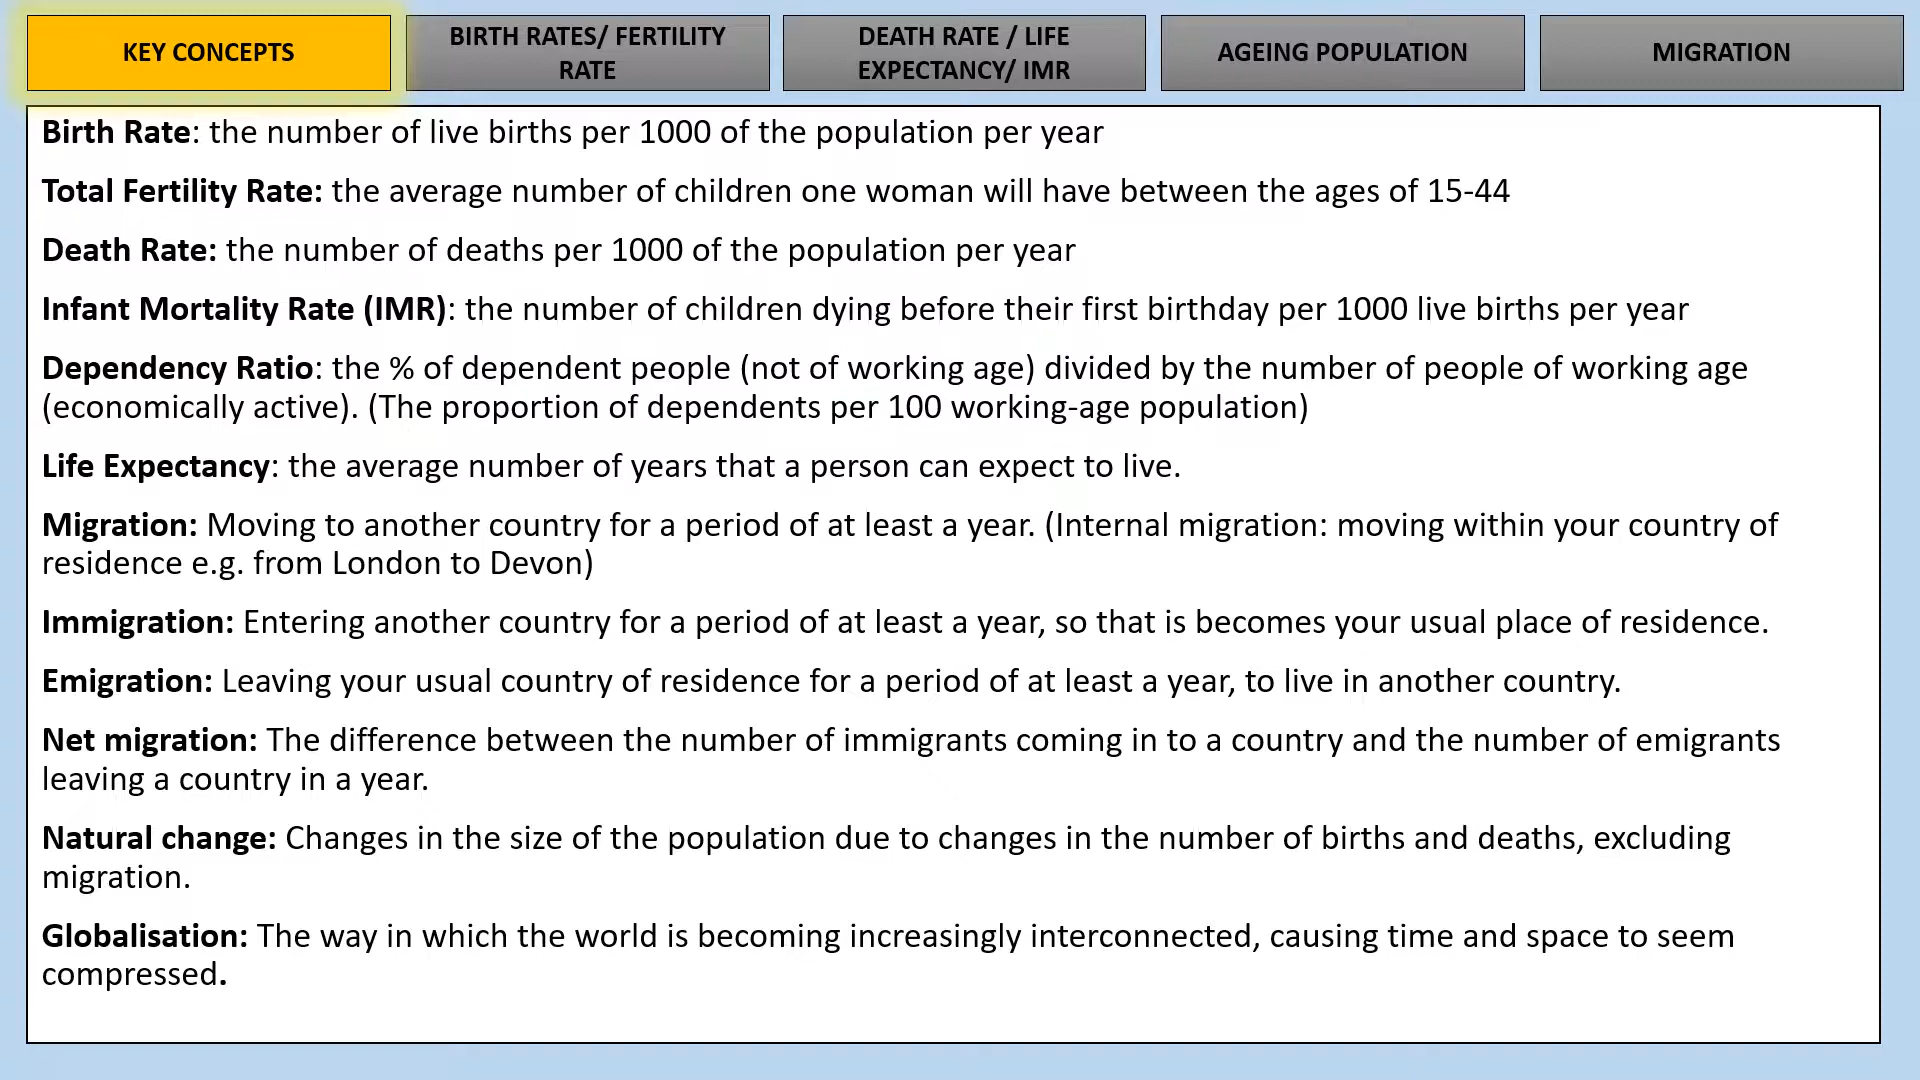 KEY CONCEPTS
BIRTH RATES/ FERTILITY
RATE
DEATH RATE / LIFE
EXPECTANCY/ IMR
AGEING POPULATION
MIGRATION
Birth Rate: the number of live births per 1000 of the population per year
Total Fertility Rate: the average number of children one woman will have between the ages of 15-44
Death Rate: the number of deaths per 1000 of the population per year
Infant Mortality Rate (IMR): the number of children dying before their first birthday per 1000 live births per year
Dependency Ratio: the % of dependent people (not of working age) divided by the number of people of working age
(economically active). (The proportion of dependents per 100 working-age population)
Life Expectancy: the average number of years that a person can expect to live.
Migration: Moving to another country for a period of at least a year. (Internal migration: moving within your country of
residence e.g. from London to Devon)
Immigration: Entering another country for a period of at least a year, so that is becomes your usual place of residence.
Emigration: Leaving your usual country of residence for a period of at least a year, to live in another country.
Net migration: The difference between the number of immigrants coming in to a country and the number of emigrants
leaving a country in a year.
Natural change: Changes in the size of the population due to changes in the number of births and deaths, excluding
migration.
Globalisation: The way in which the world is becoming increasingly interconnected, causing time and space to seem
compressed.